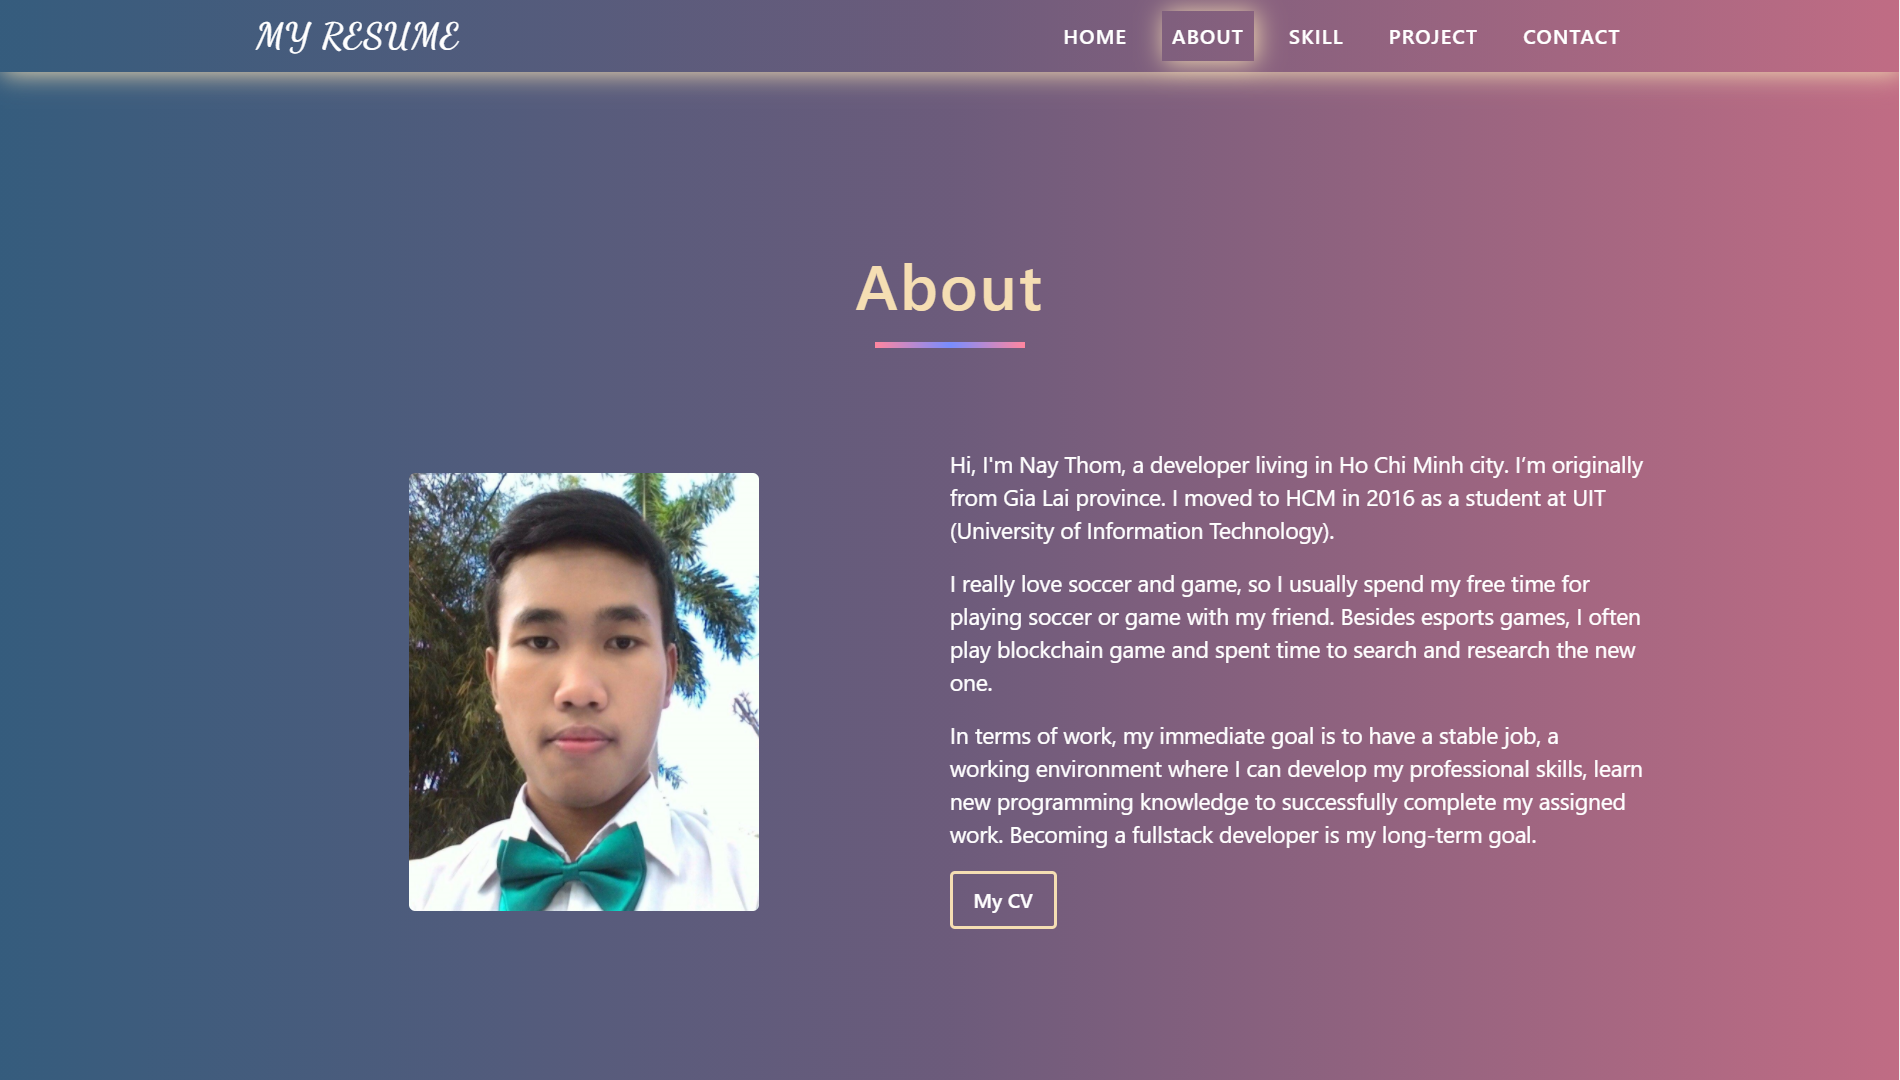 MY RESUME
HOME
ABOUT
SKILL
PROJECT
CONTACT
About
Hi, I'm Nay Thom, a developer living in Ho Chi Minh city. I’m originally
from Gia Lai province. I moved to HCM in 2016 as a student at UIT
(University of Information Technology).
I really love soccer and game, so I usually spend my free time for
playing soccer or game with my friend. Besides esports games, I often
play blockchain game and spent time to search and research the new
one.
In terms of work, my immediate goal is to have a stable job, a
working environment where I can develop my professional skills, learn
new programming knowledge to successfully complete my assigned
work. Becoming a fullstack developer is my long-term goal.
My CV